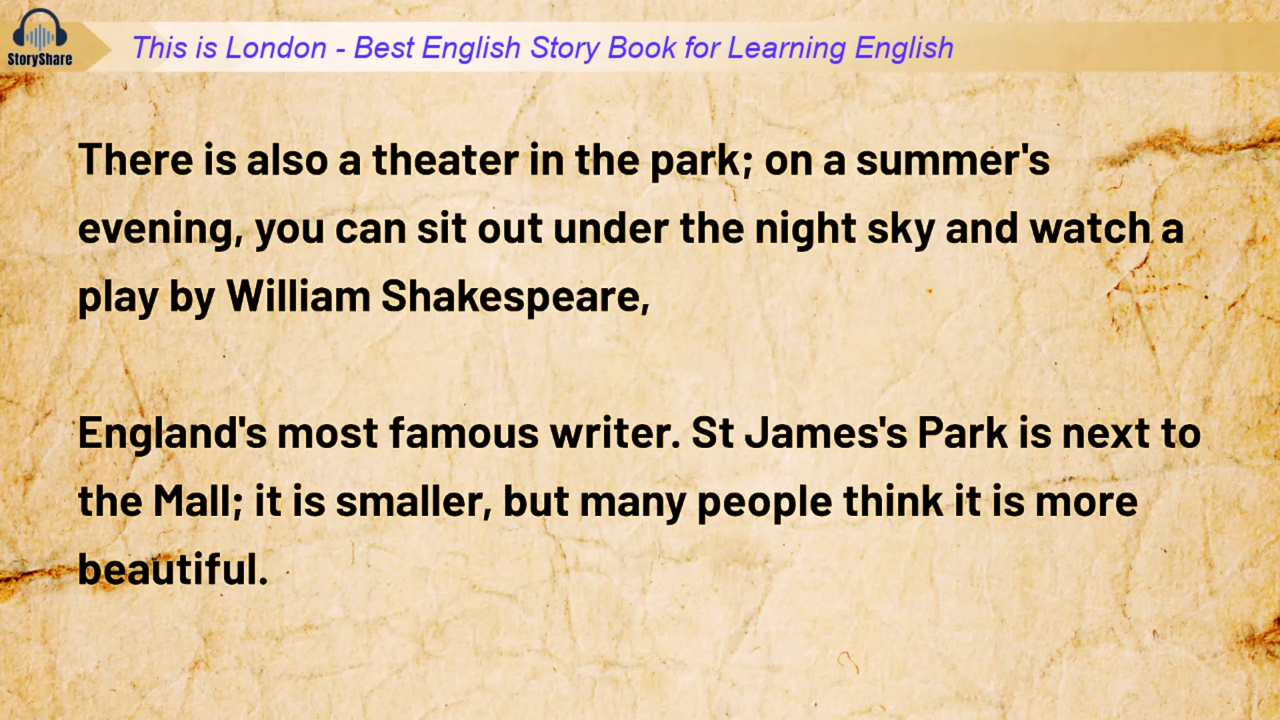 StoryShare
This is London - Best English Story Book for Learning English
There is also a theater in the park; on a summer's
evening, you can sit out under the night sky and watch a
play by William Shakespeare,
England's most famous writer. St James's Park is next to
the Mall; it is smaller, but many people think it is more
beautiful.